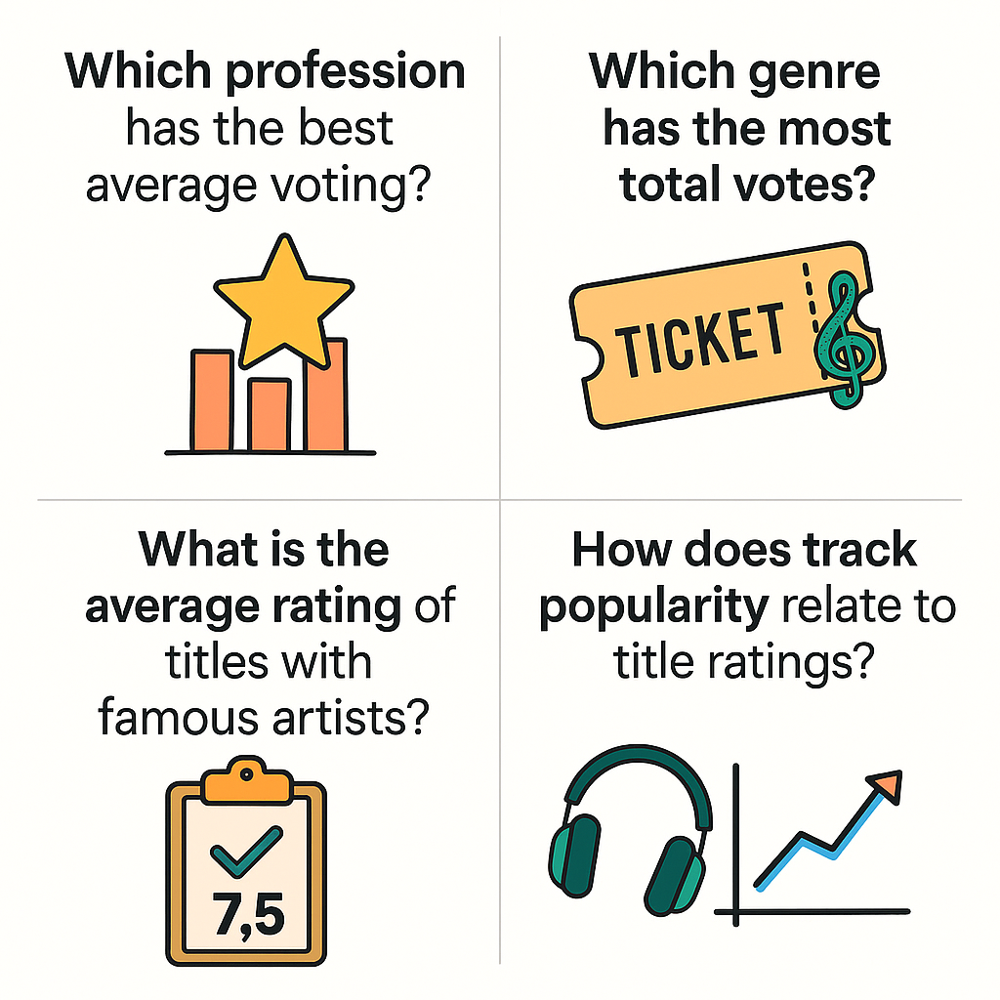 Which profession
has the best
average voting?
Which genre
has the most
total votes?
TICKET
What is the
average rating of
titles with
famous artists?
7,5
How does track
popularity relate to
title ratings?